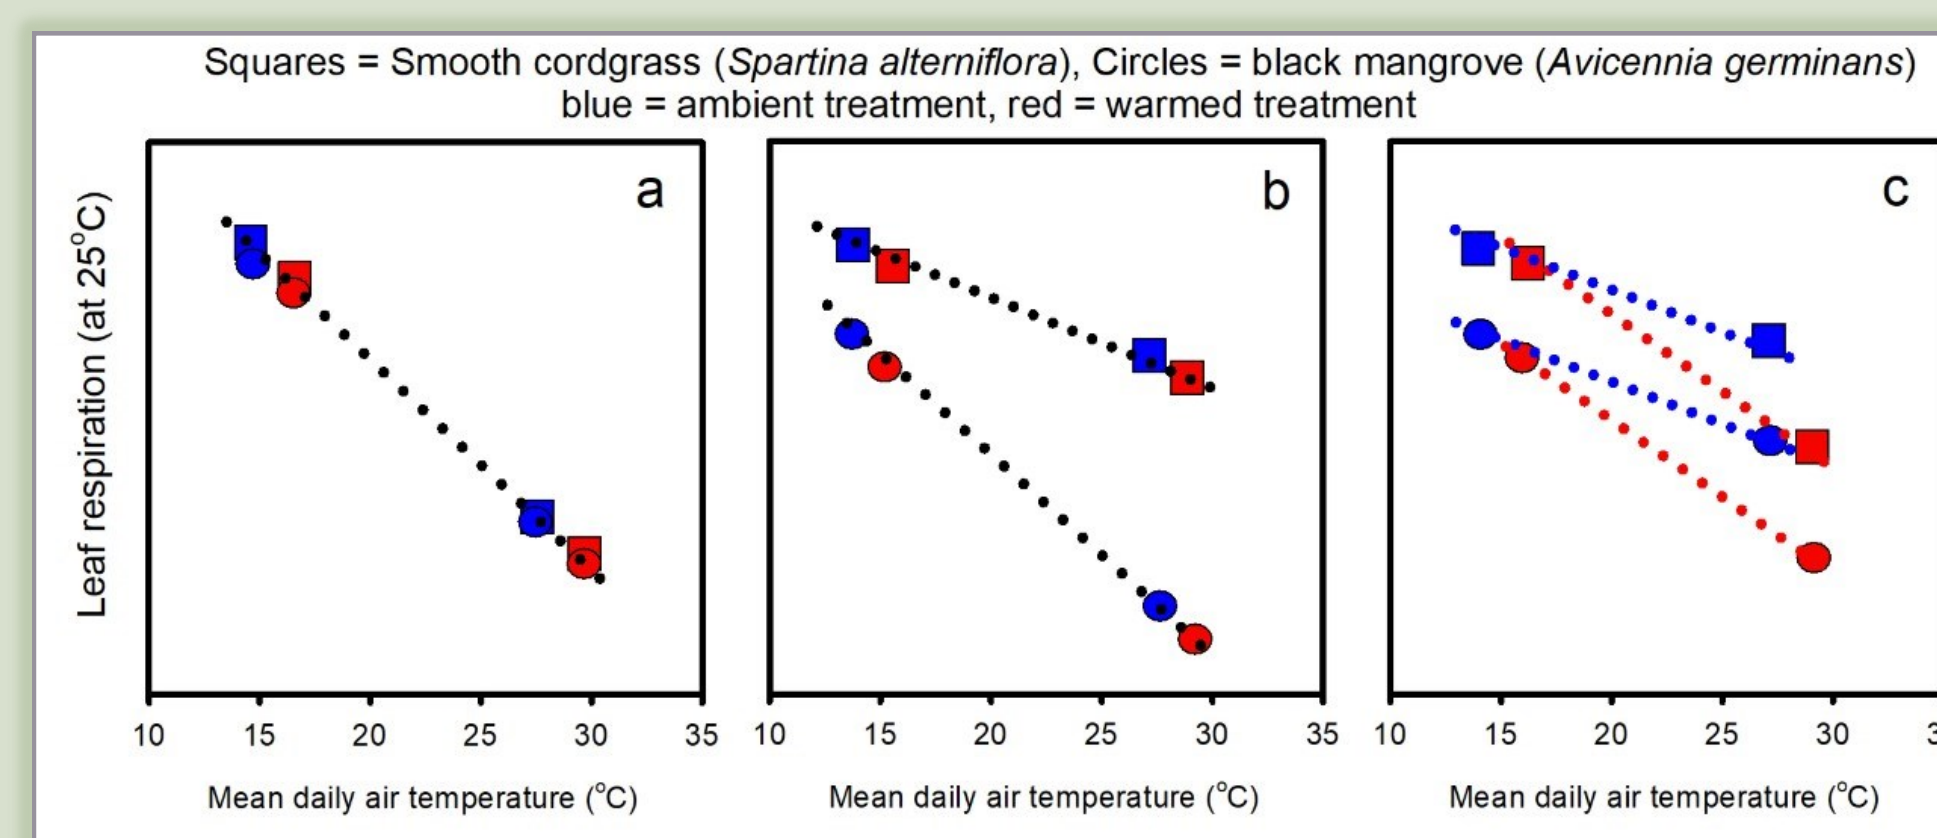 Squares = Smooth cordgrass (Spartina alterniflora), Circles = black mangrove (Avicennia germinans)
blue = ambient treatment, red = warmed treatment
a
b
c
Leaf respiration (at 25°C)
10 15 20 25 30 35
10 15 20 25 30 35
10 15 20 25 30
Mean daily air temperature (°C)
Mean daily air temperature (°C)
Mean daily air temperature (°C)